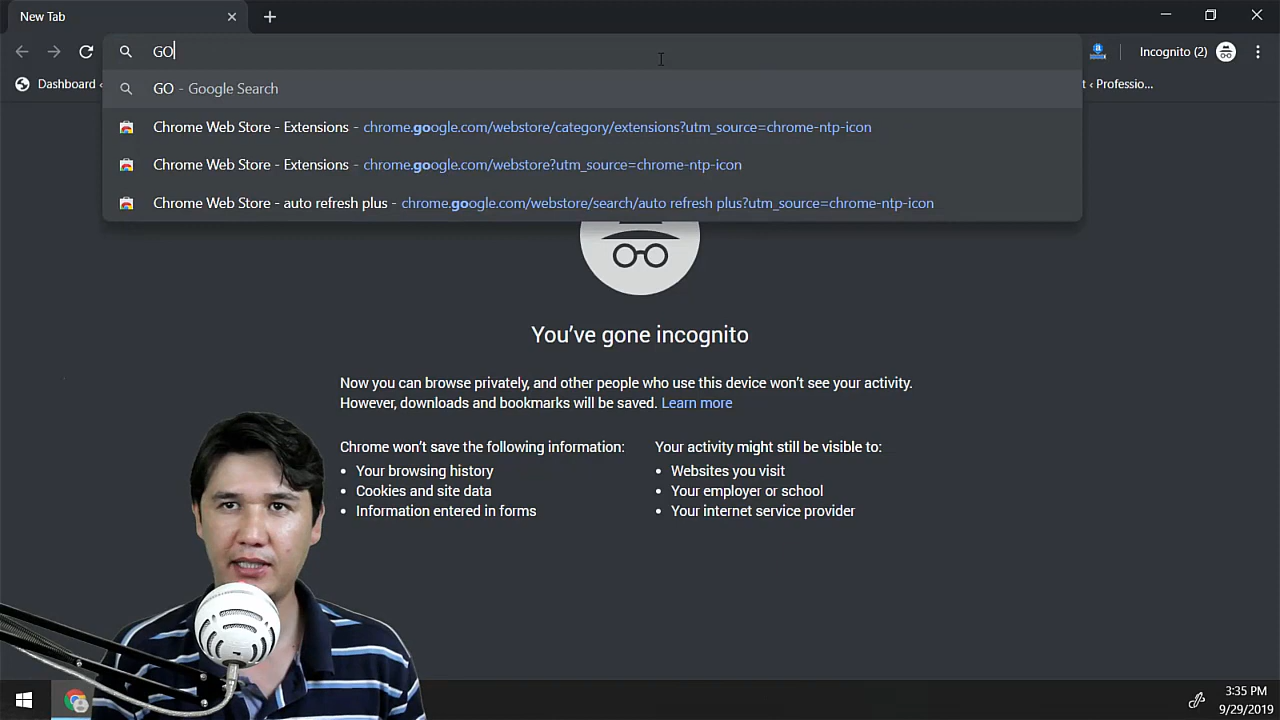 New Tab
GO
Incognito (2)
GO - Google Search
Dashboard ‹
t ‹ Professio...
Chrome Web Store - Extensions - chrome.google.com/webstore/category/extensions?utm_source=chrome-ntp-icon
Chrome Web Store - Extensions - chrome.google.com/webstore?utm_source=chrome-ntp-icon
Chrome Web Store - auto refresh plus - chrome.google.com/webstore/search/auto refresh plus?utm_source=chrome-ntp-icon
You've gone incognito
Now you can browse privately, and other people who use this device won't see your activity.
However, downloads and bookmarks will be saved. Learn more
Chrome won't save the following information:
• Your browsing history
• Cookies and site data
• Information entered in forms
Your activity might still be visible to:
• Websites you visit
• Your employer or school
• Your internet service provider
3:35 PM
9/29/2019